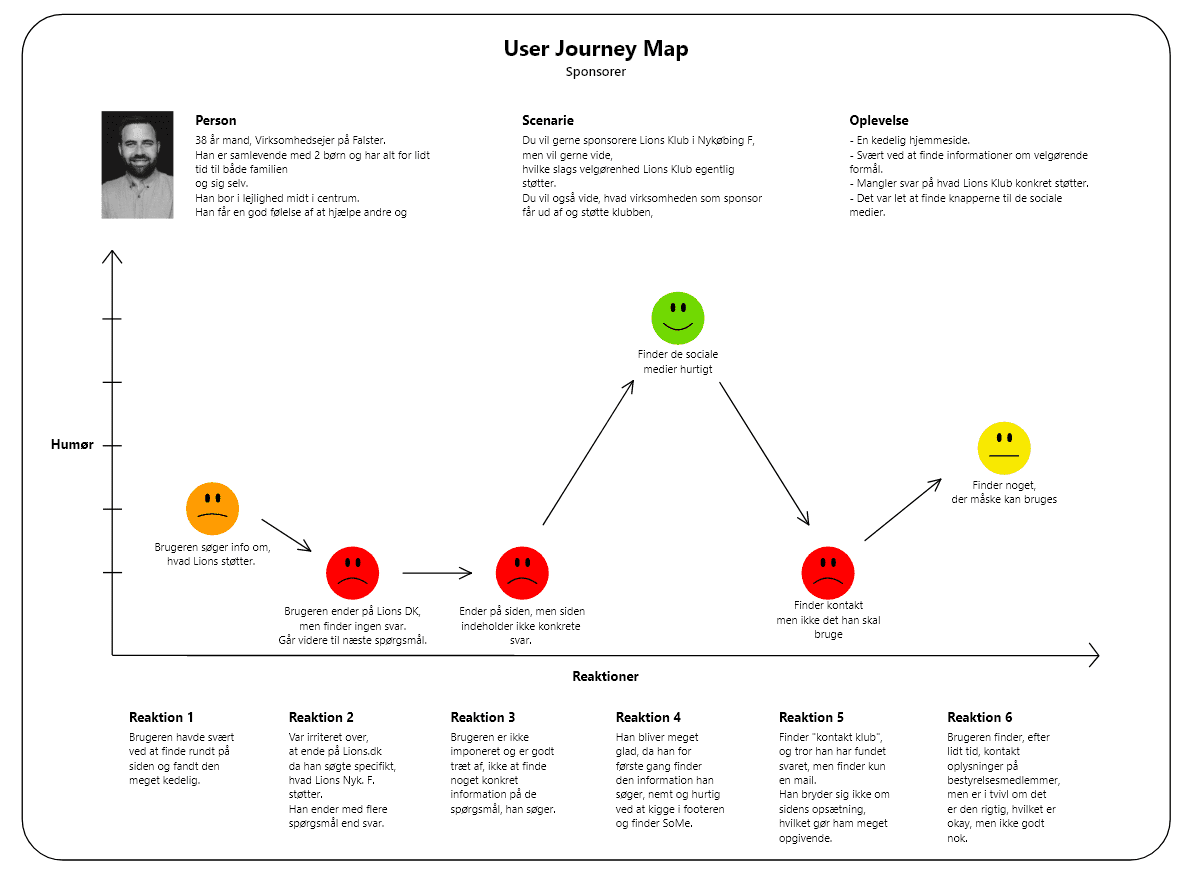 User Journey Map
Sponsorer
Person
38 år mand, Virksomhedsejer på Falster.
Han er samlevende med 2 børn og har alt for lidt
tid til både familien
og sig selv.
Han bor i lejlighed midt i centrum.
Han får en god følelse af at hjælpe andre og
Scenarie
Du vil gerne sponsorere Lions Klub i Nykøbing F,
men vil gerne vide,
hvilke slags velgørenhed Lions Klub egentlig
støtter.
Du vil også vide, hvad virksomheden som sponsor
får ud af og støtte klubben,
Oplevelse
- En kedelig hjemmeside.
- Svært ved at finde informationer om velgørende
formål.
- Mangler svar på hvad Lions Klub konkret støtter.
- Det var let at finde knapperne til de sociale
medier.
Humør
Brugeren søger info om,
hvad Lions støtter.
Brugeren ender på Lions DK,
men finder ingen svar.
Går videre til næste spørgsmål.
Ender på siden, men siden
indeholder ikke konkrete
svar.
Finder de sociale
medier hurtigt
Finder kontakt
men ikke det han skal
bruge
Finder noget,
der måske kan bruges
Reaktioner
Reaktion 1
Brugeren havde svært
ved at finde rundt på
siden og fandt den
meget kedelig.
Reaktion 2
Var irriteret over,
at ende på Lions.dk
da han søgte specifikt,
hvad Lions Nyk. F.
støtter.
Han ender med flere
spørgsmål end svar.
Reaktion 3
Brugeren er ikke
imponeret og er godt
træt af, ikke at finde
noget konkret
information på de
spørgsmål, han søger.
Reaktion 4
Han bliver meget
glad, da han for
første gang finder
den information han
søger, nemt og hurtig
ved at kigge i footeren
og finder SoMe.
Reaktion 5
Finder "kontakt klub",
og tror han har fundet
svaret, men finder kun
en mail.
Han bryder sig ikke om
sidens opsætning,
hvilket gør ham meget
opgivende.
Reaktion 6
Brugeren finder, efter
lidt tid, kontakt
oplysninger på
bestyrelsesmedlemmer,
men er i tvivl om det
er den rigtig, hvilket er
okay, men ikke godt
nok.